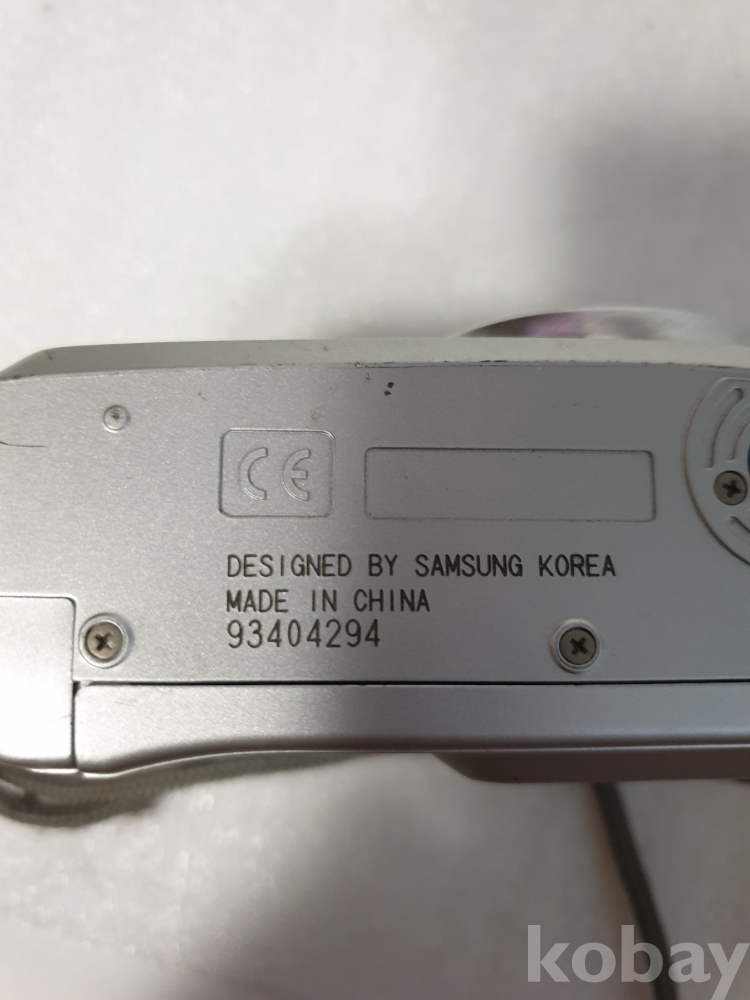 CE
DESIGNED BY SAMSUNG KOREA
MADE IN CHINA
93404294
kobay